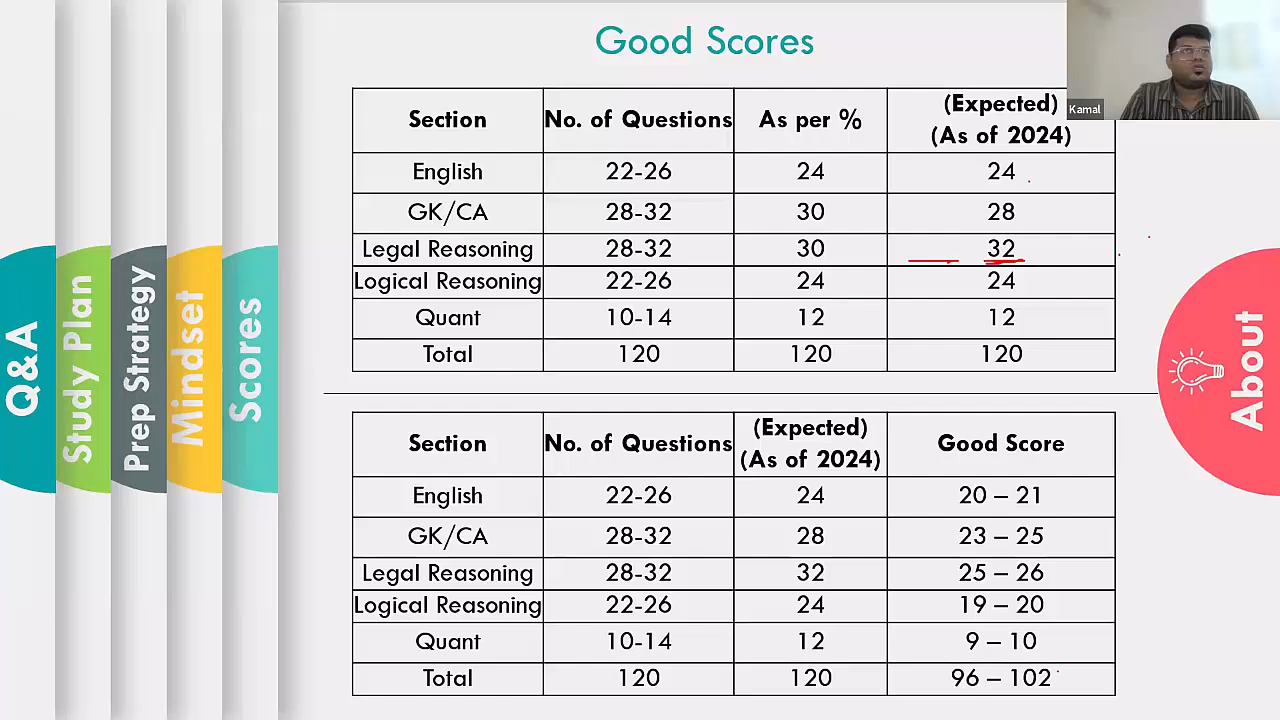 Good Scores
Kamal
Section No. of Questions As per % (Expected) (As of 2024)
English 22-26 24 24
GK/CA 28-32 30 28
Legal Reasoning 28-32 30 32
Logical Reasoning 22-26 24 24
Quant 10-14 12 12
Total 120 120 120
Section No. of Questions (Expected) (As of 2024) Good Score
English 22-26 24 20 – 21
GK/CA 28-32 28 23 – 25
Legal Reasoning 28-32 32 25 – 26
Logical Reasoning 22-26 24 19 – 20
Quant 10-14 12 9 – 10
Total 120 120 96 – 102
Q&A
Study Plan
Prep Strategy
Mindset
Scores
About